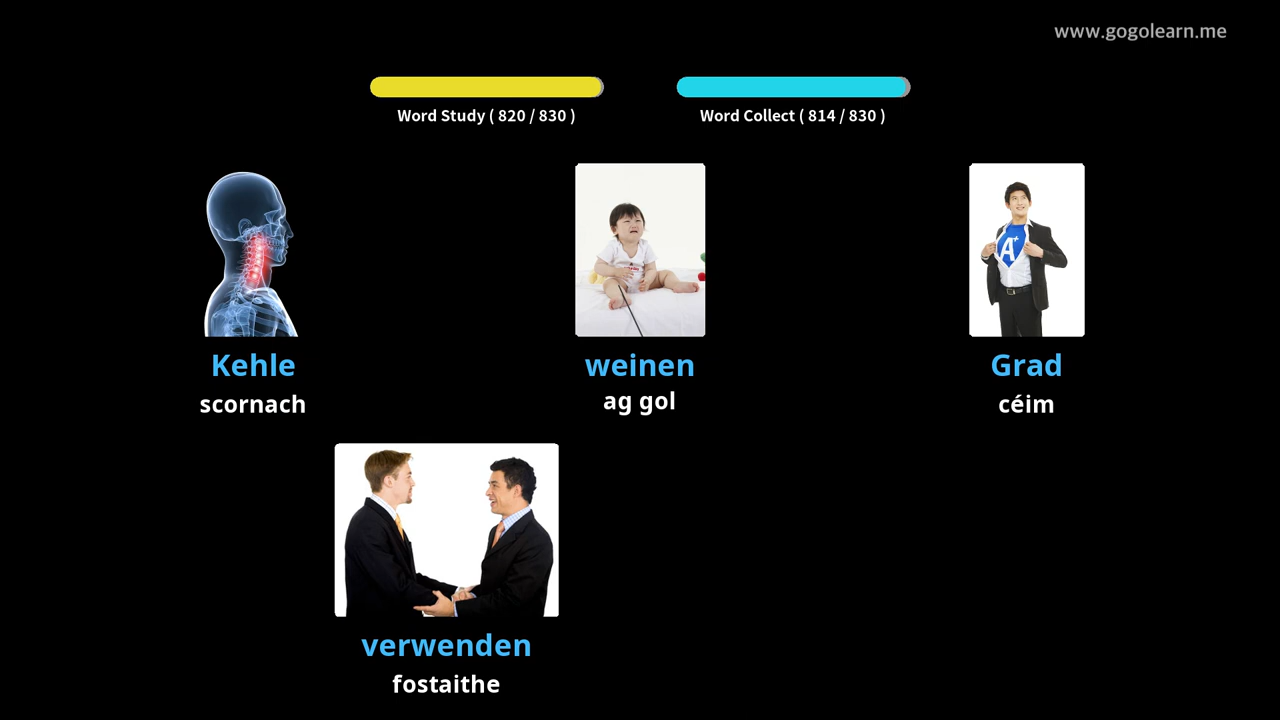 www.gogolearn.me
Word Study ( 820 / 830 )
Word Collect ( 814 / 830 )
A+
Kehle
scornach
weinen
ag gol
Grad
céim
verwenden
fostaithe